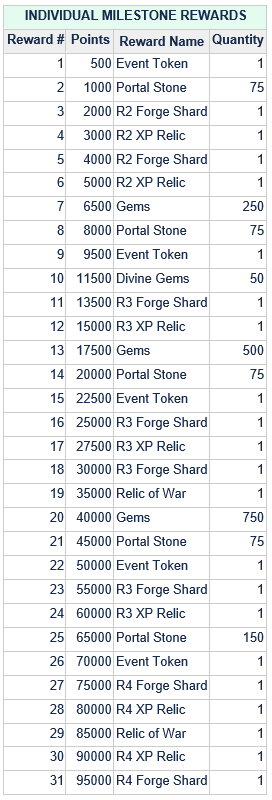 INDIVIDUAL MILESTONE REWARDS
Reward # Points Reward Name Quantity
1 500 Event Token 1
2 1000 Portal Stone 75
3 2000 R2 Forge Shard 1
4 3000 R2 XP Relic 1
5 4000 R2 Forge Shard 1
6 5000 R2 XP Relic 1
7 6500 Gems 250
8 8000 Portal Stone 75
9 9500 Event Token 1
10 11500 Divine Gems 50
11 13500 R3 Forge Shard 1
12 15000 R3 XP Relic 1
13 17500 Gems 500
14 20000 Portal Stone 75
15 22500 Event Token 1
16 25000 R3 Forge Shard 1
17 27500 R3 XP Relic 1
18 30000 R3 Forge Shard 1
19 35000 Relic of War 1
20 40000 Gems 750
21 45000 Portal Stone 75
22 50000 Event Token 1
23 55000 R3 Forge Shard 1
24 60000 R3 XP Relic 1
25 65000 Portal Stone 150
26 70000 Event Token 1
27 75000 R4 Forge Shard 1
28 80000 R4 XP Relic 1
29 85000 Relic of War 1
30 90000 R4 XP Relic 1
31 95000 R4 Forge Shard 1